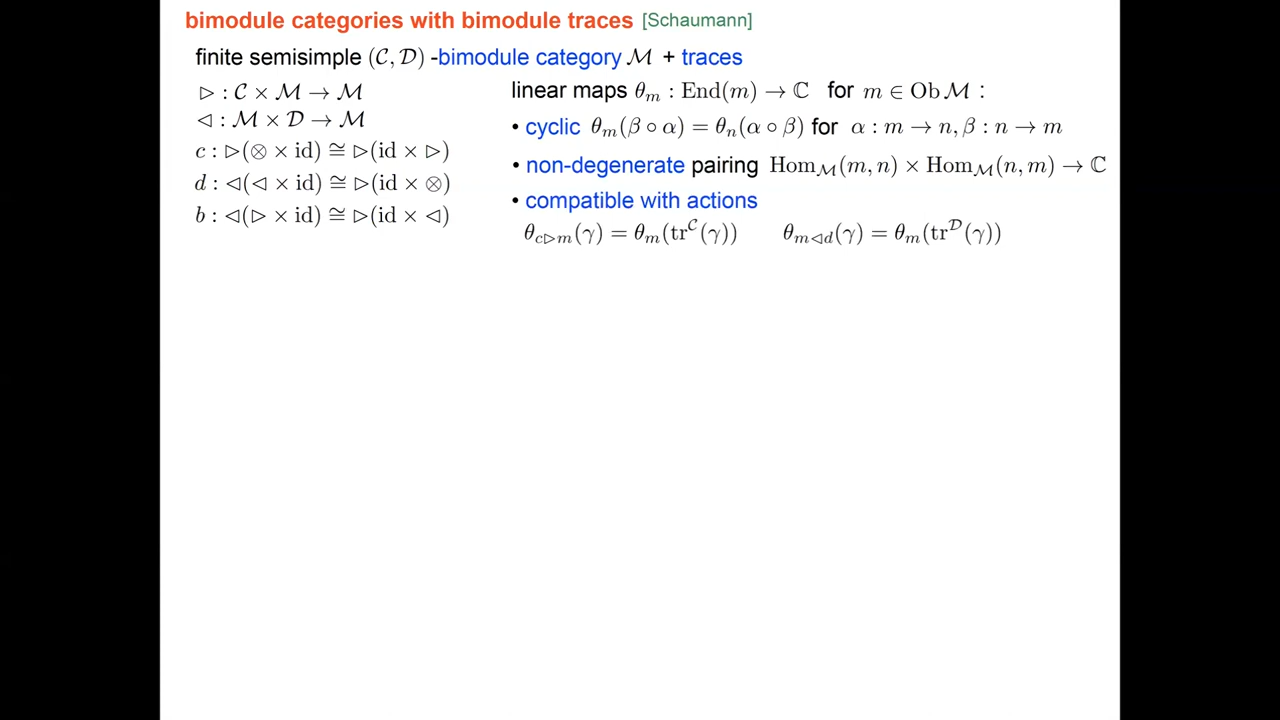 bimodule categories with bimodule traces [Schaumann]
finite semisimple (𝒞, 𝒟) -bimodule category ℳ + traces
▷ : 𝒞 × ℳ → ℳ
◁ : ℳ × 𝒟 → ℳ
c : ▷(⊗ × id) ≅ ▷(id × ▷)
d : ◁(◁ × id) ≅ ▷(id × ⊗)
b : ◁(▷ × id) ≅ ▷(id × ◁)
linear maps θ_m : End(m) → ℂ for m ∈ Ob ℳ :
• cyclic θ_m(β ∘ α) = θ_n(α ∘ β) for α : m → n, β : n → m
• non-degenerate pairing Hom_ℳ(m, n) × Hom_ℳ(n, m) → ℂ
• compatible with actions
θ_{c▷m}(γ) = θ_m(tr^𝒞(γ)) θ_{m◁d}(γ) = θ_m(tr^𝒟(γ))